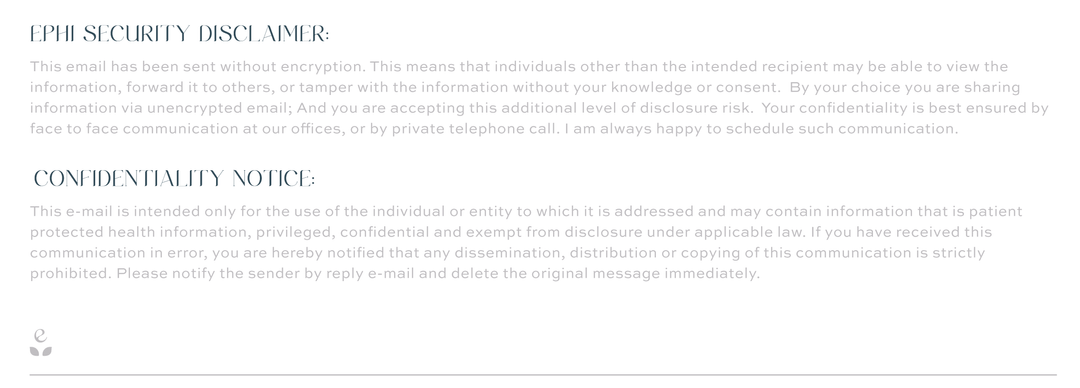 EPHI SECURITY DISCLAIMER:
This email has been sent without encryption. This means that individuals other than the intended recipient may be able to view the
information, forward it to others, or tamper with the information without your knowledge or consent.  By your choice you are sharing
information via unencrypted email; And you are accepting this additional level of disclosure risk.  Your confidentiality is best ensured by
face to face communication at our offices, or by private telephone call. I am always happy to schedule such communication.
CONFIDENTIALITY NOTICE:
This e-mail is intended only for the use of the individual or entity to which it is addressed and may contain information that is patient
protected health information, privileged, confidential and exempt from disclosure under applicable law. If you have received this
communication in error, you are hereby notified that any dissemination, distribution or copying of this communication is strictly
prohibited. Please notify the sender by reply e-mail and delete the original message immediately.
e